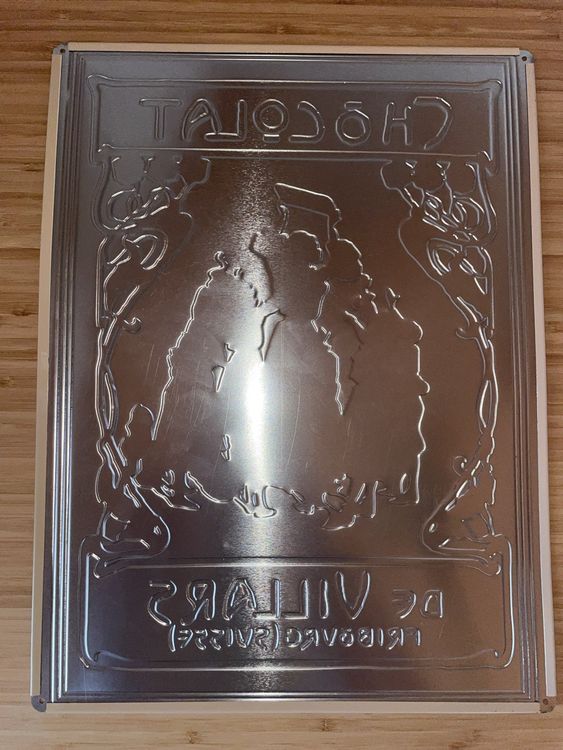 CHOCOLAT
DE VILLARS
FRIBOURG (SUISSE)